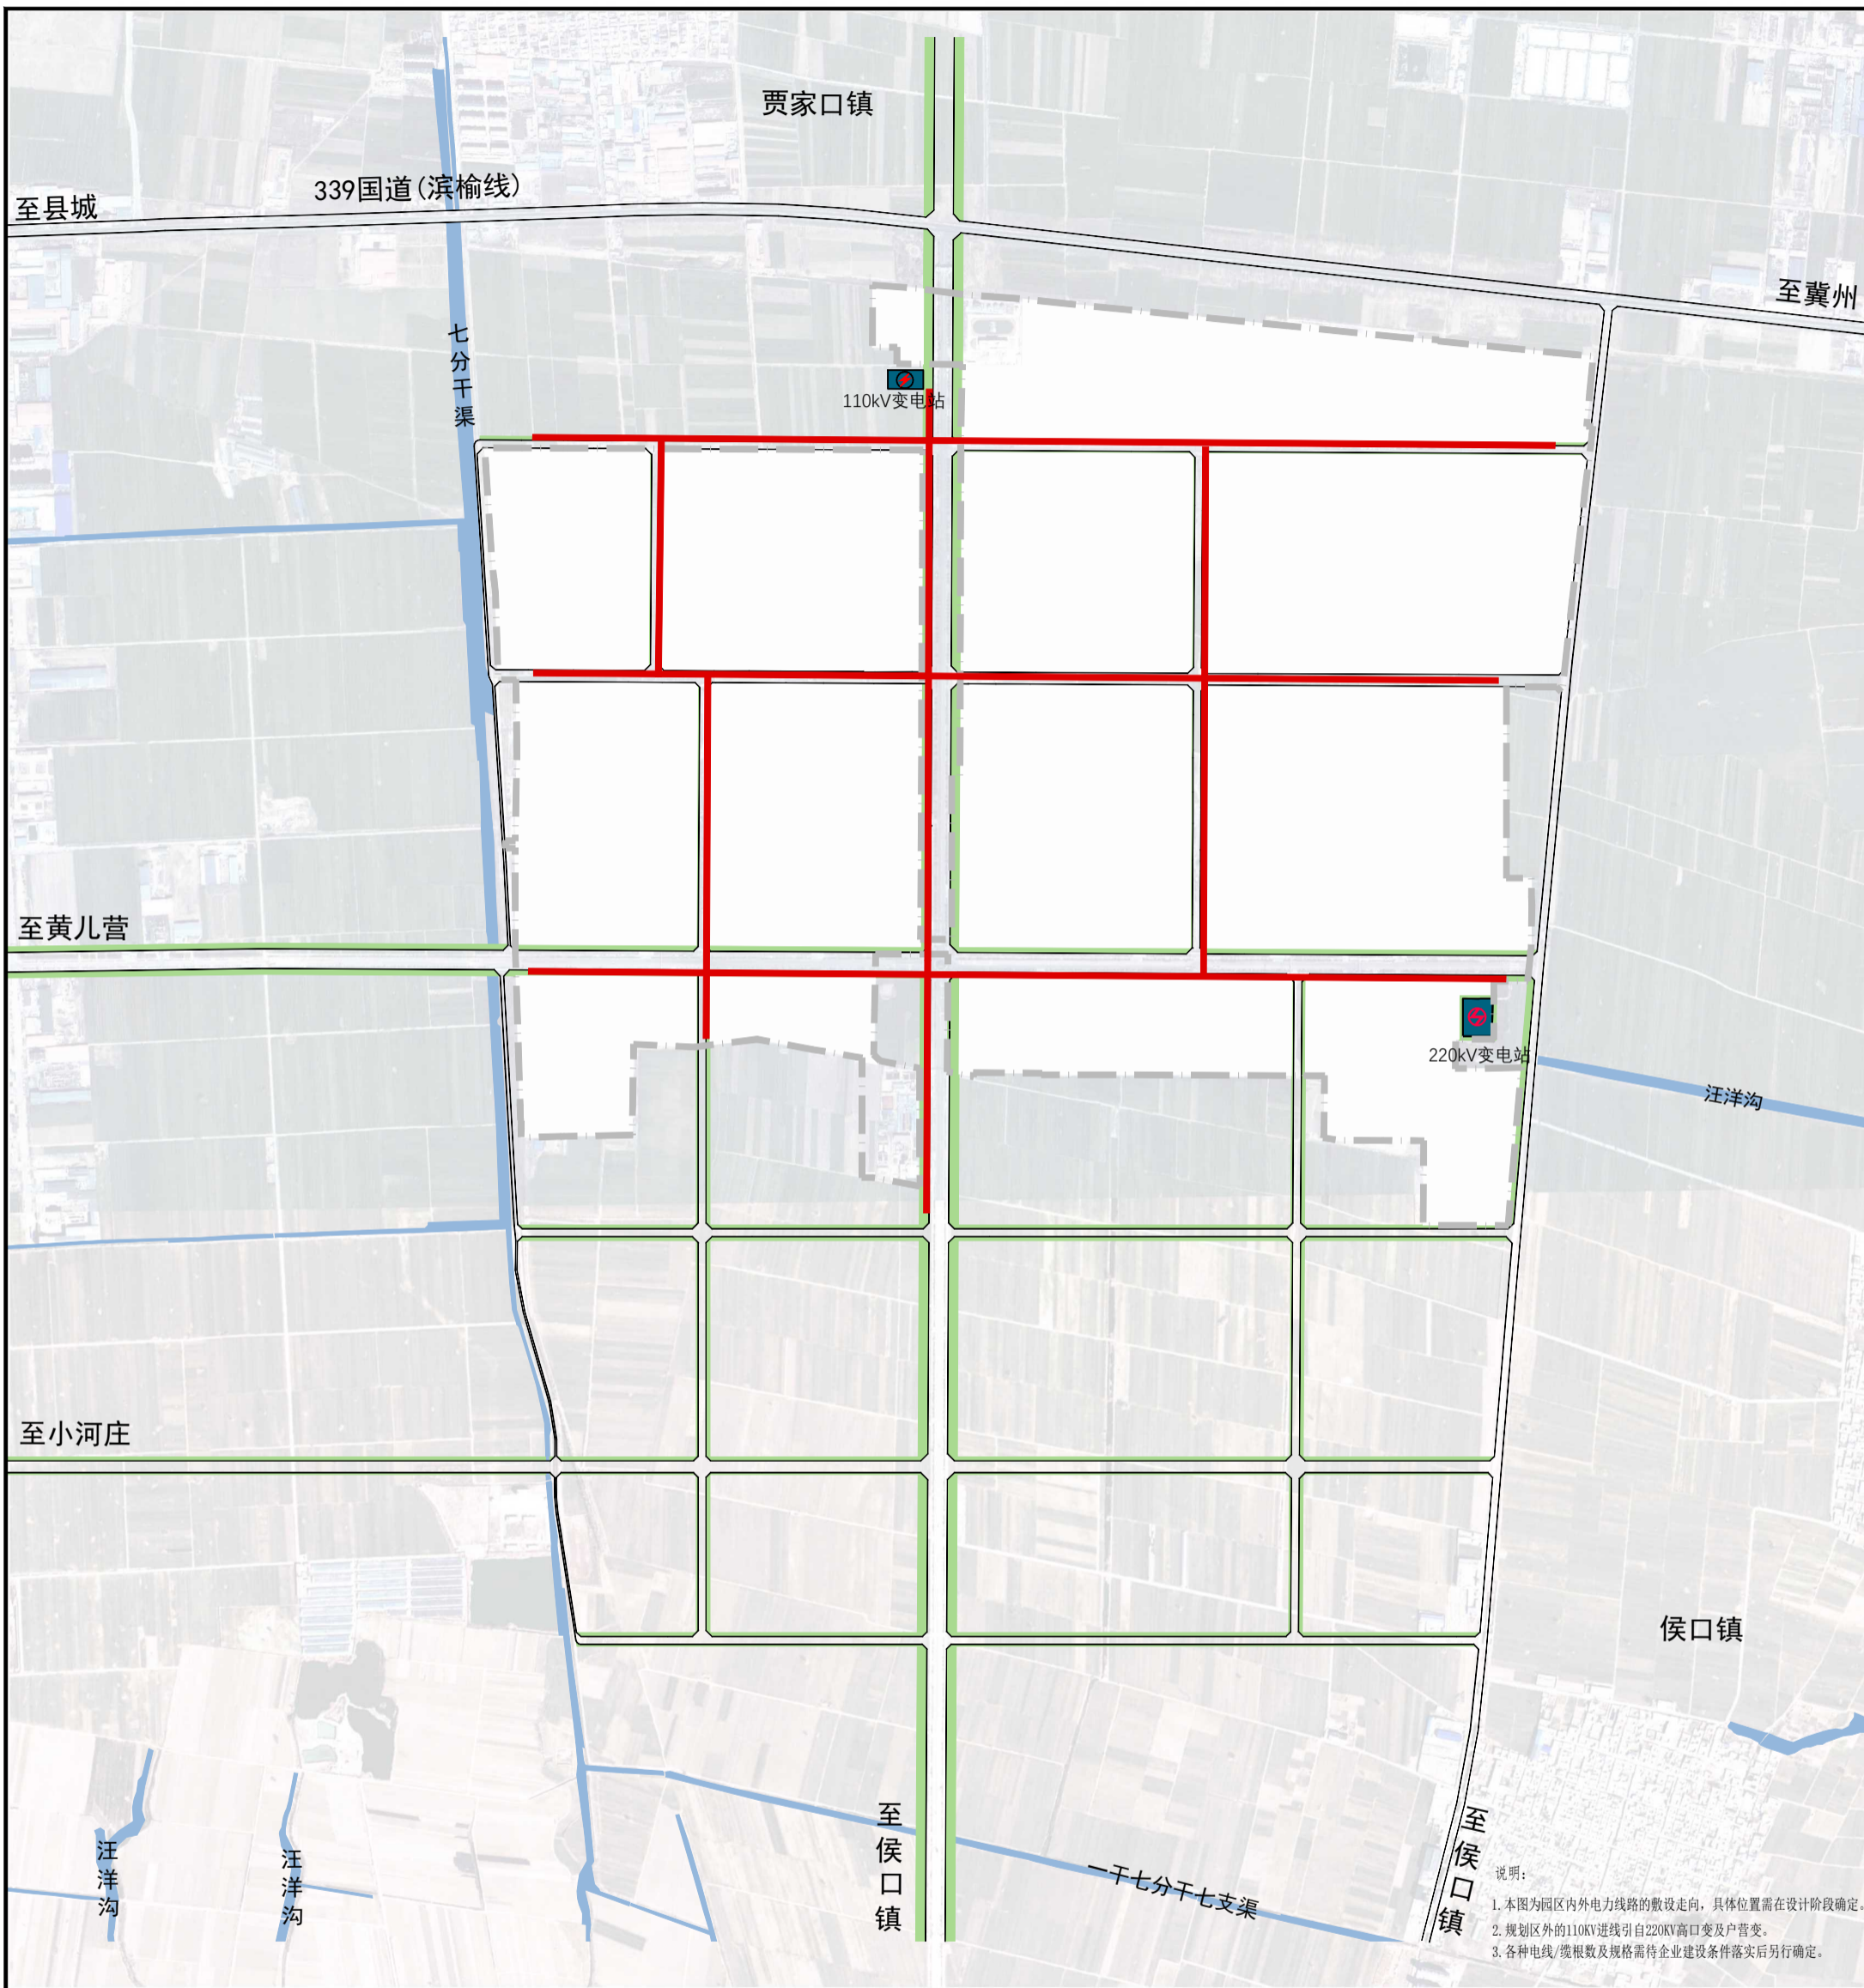 贾家口镇
339国道(滨榆线)
至县城
至冀州
七分干渠
110kV变电站
至黄儿营
220kV变电站
汪洋沟
至小河庄
侯口镇
至侯口镇
至侯口镇
汪洋沟
汪洋沟
一干七分干七支渠
说明:
1.本图为园区内外电力线路的敷设走向,具体位置需在设计阶段确定。
2.规划区外的110KV进线引自220KV高口变及户营变。
3.各种电线/缆根数及规格需待企业建设条件落实后另行确定。